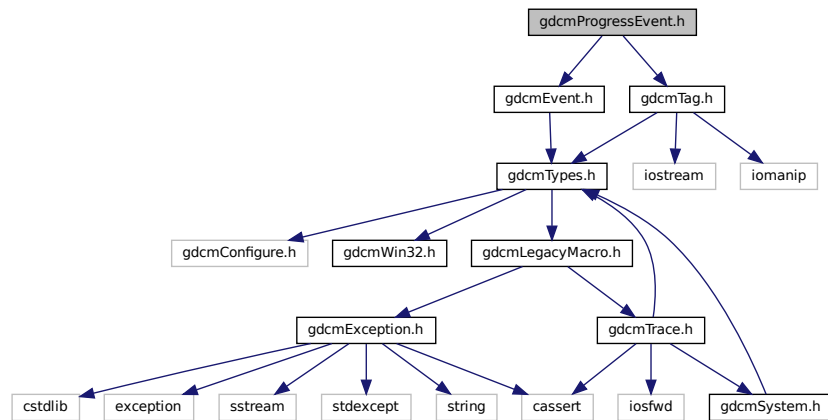 gdcmProgressEvent.h
gdcmEvent.h
gdcmTag.h
gdcmTypes.h
iostream
iomanip
gdcmConfigure.h
gdcmWin32.h
gdcmLegacyMacro.h
gdcmException.h
gdcmTrace.h
cstdlib
exception
sstream
stdexcept
string
cassert
iosfwd
gdcmSystem.h